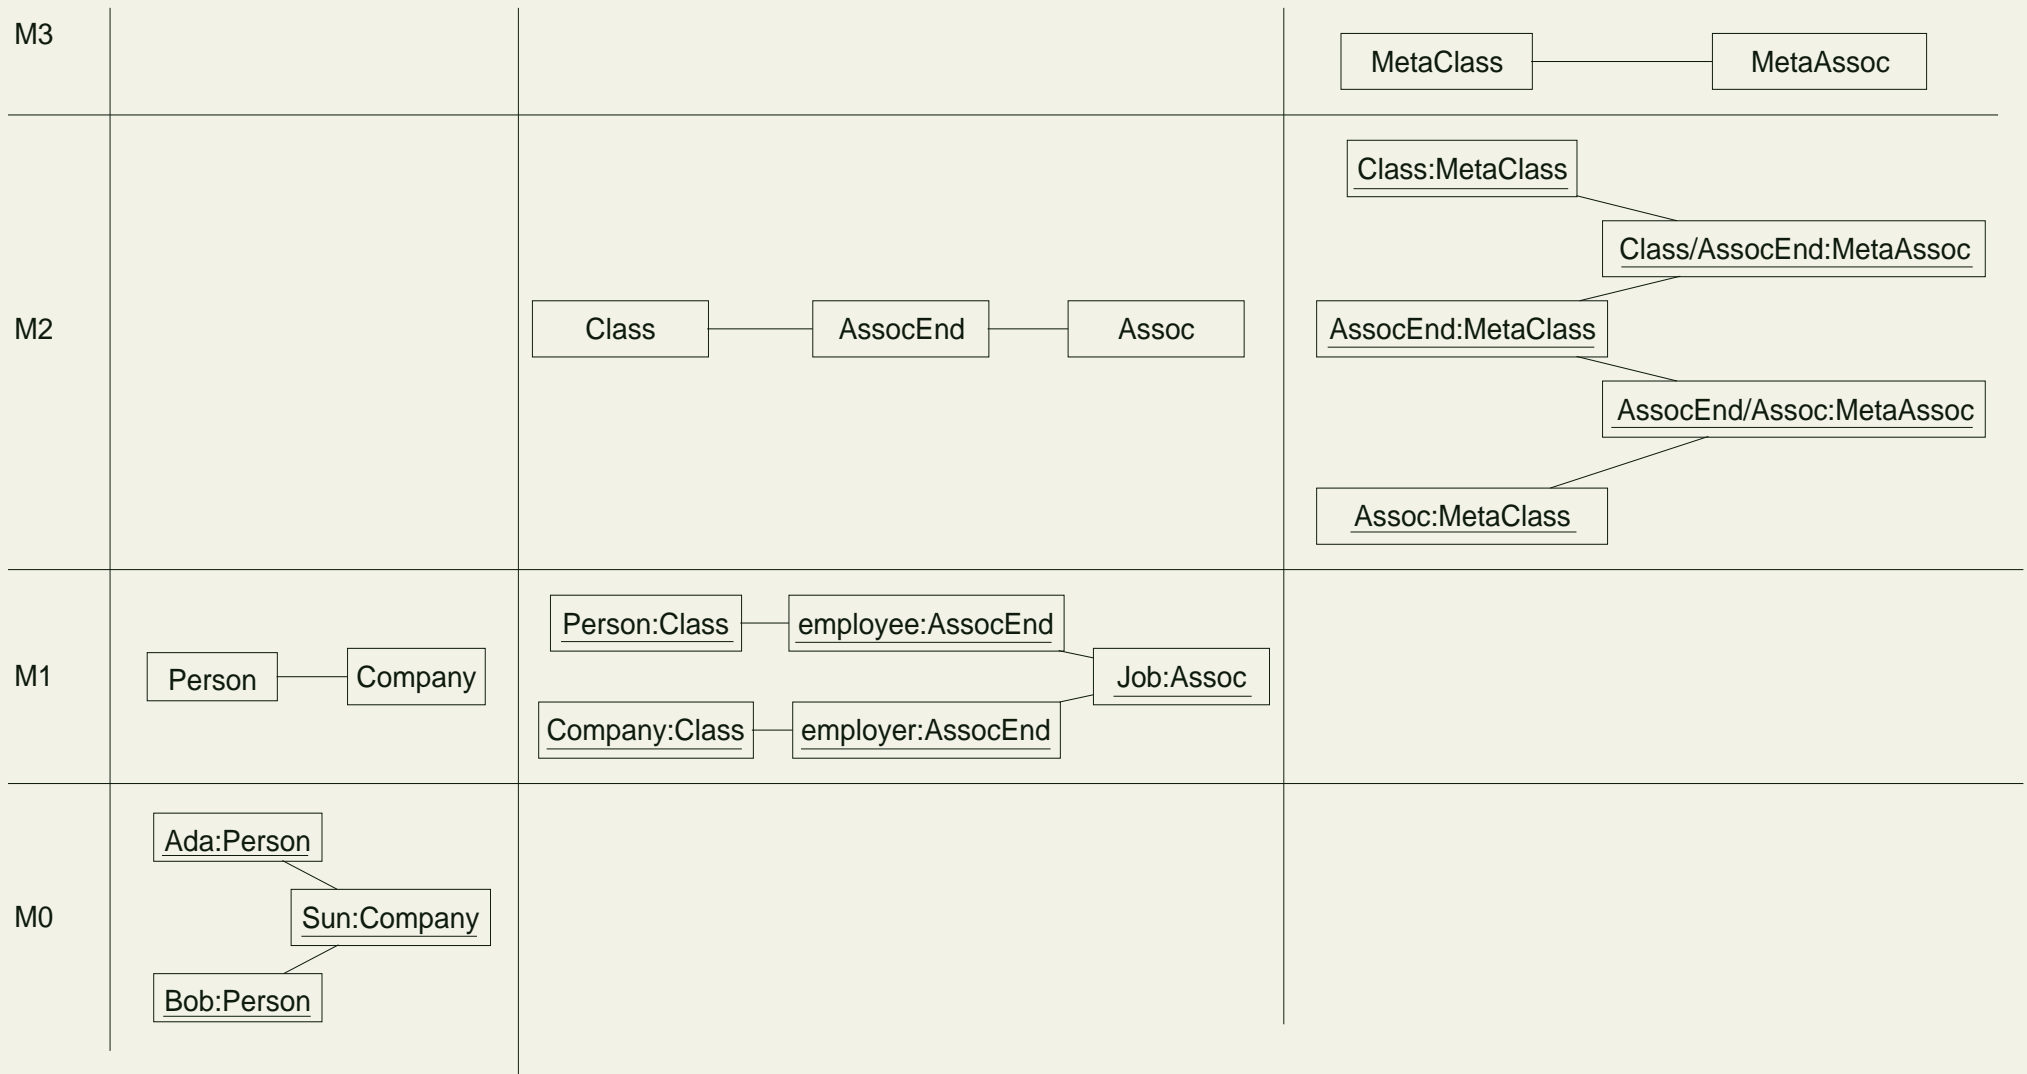 M3
MetaClass
MetaAssoc
M2
Class
AssocEnd
Assoc
Class:MetaClass
Class/AssocEnd:MetaAssoc
AssocEnd:MetaClass
AssocEnd/Assoc:MetaAssoc
Assoc:MetaClass
M1
Person
Company
Person:Class
employee:AssocEnd
Job:Assoc
Company:Class
employer:AssocEnd
M0
Ada:Person
Sun:Company
Bob:Person